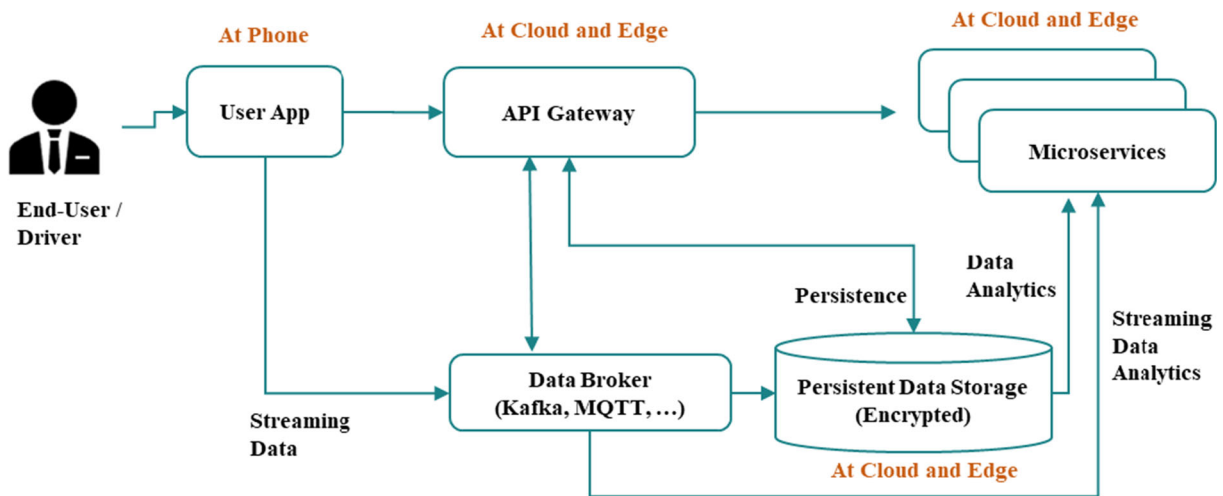 At Phone
At Cloud and Edge
At Cloud and Edge
User App
API Gateway
Microservices
End-User /
Driver
Persistence
Data
Analytics
Streaming
Data
Analytics
Data Broker
(Kafka, MQTT, …)
Persistent Data Storage
(Encrypted)
Streaming
Data
At Cloud and Edge